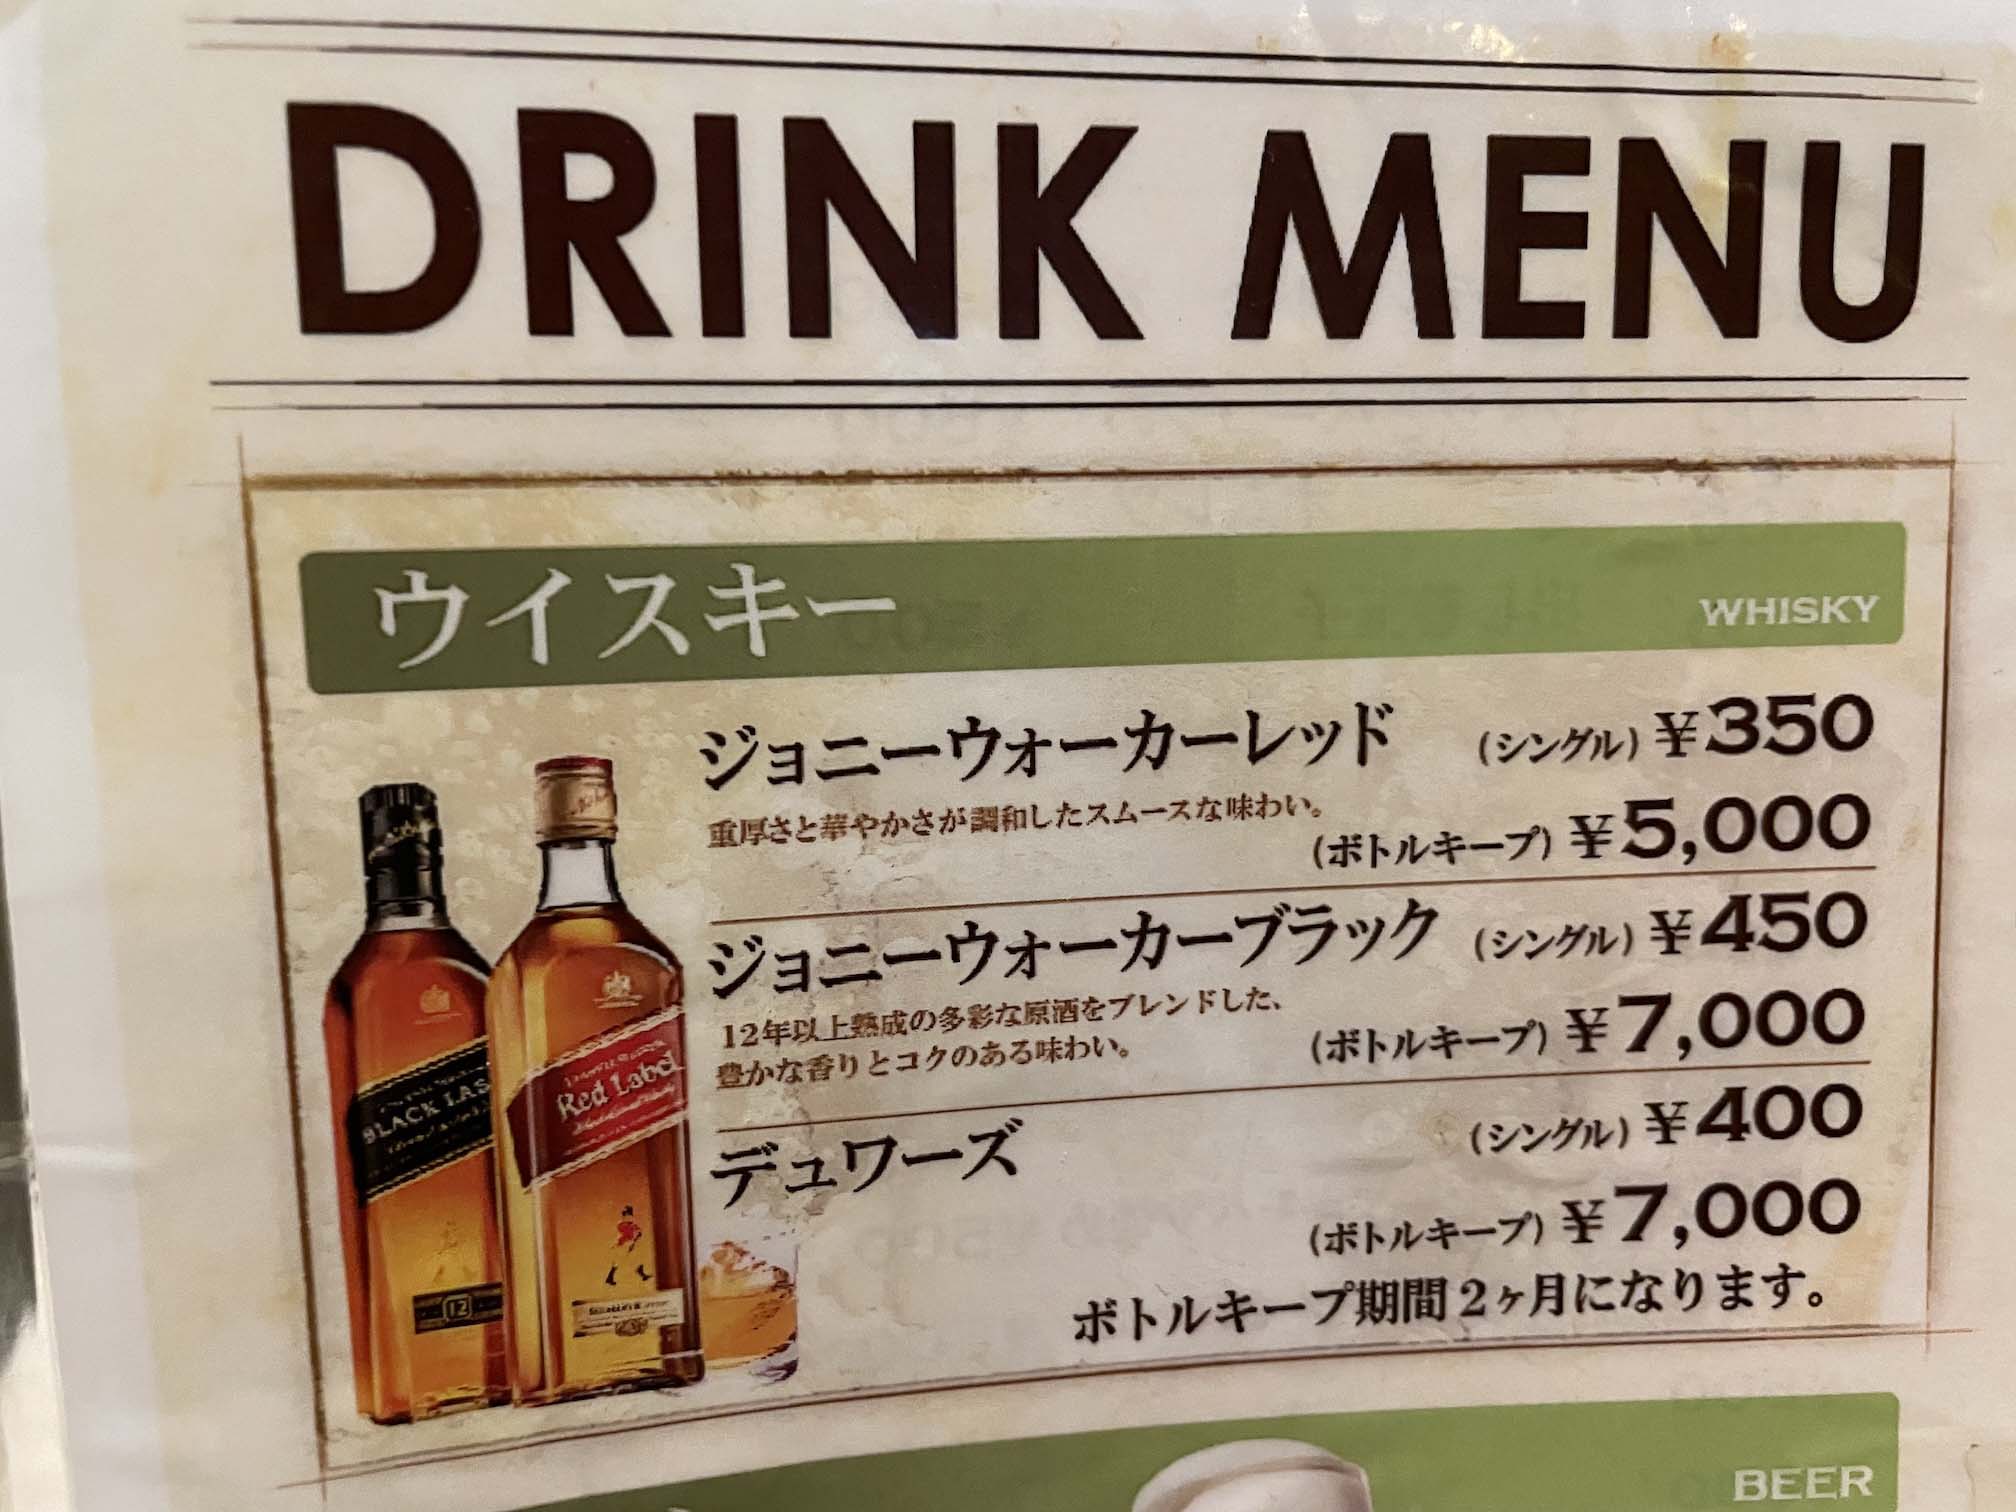 DRINK MENU
ウイスキー WHISKY
ジョニーウォーカーレッド (シングル) ¥350
重厚さと華やかさが調和したスムースな味わい。
(ボトルキープ) ¥5,000
ジョニーウォーカーブラック (シングル) ¥450
12年以上熟成の多彩な原酒をブレンドした、
豊かな香りとコクのある味わい。
(ボトルキープ) ¥7,000
デュワーズ (シングル) ¥400
(ボトルキープ) ¥7,000
ボトルキープ期間2ヶ月になります。
BLACK LAB
Red Label
12
BEER